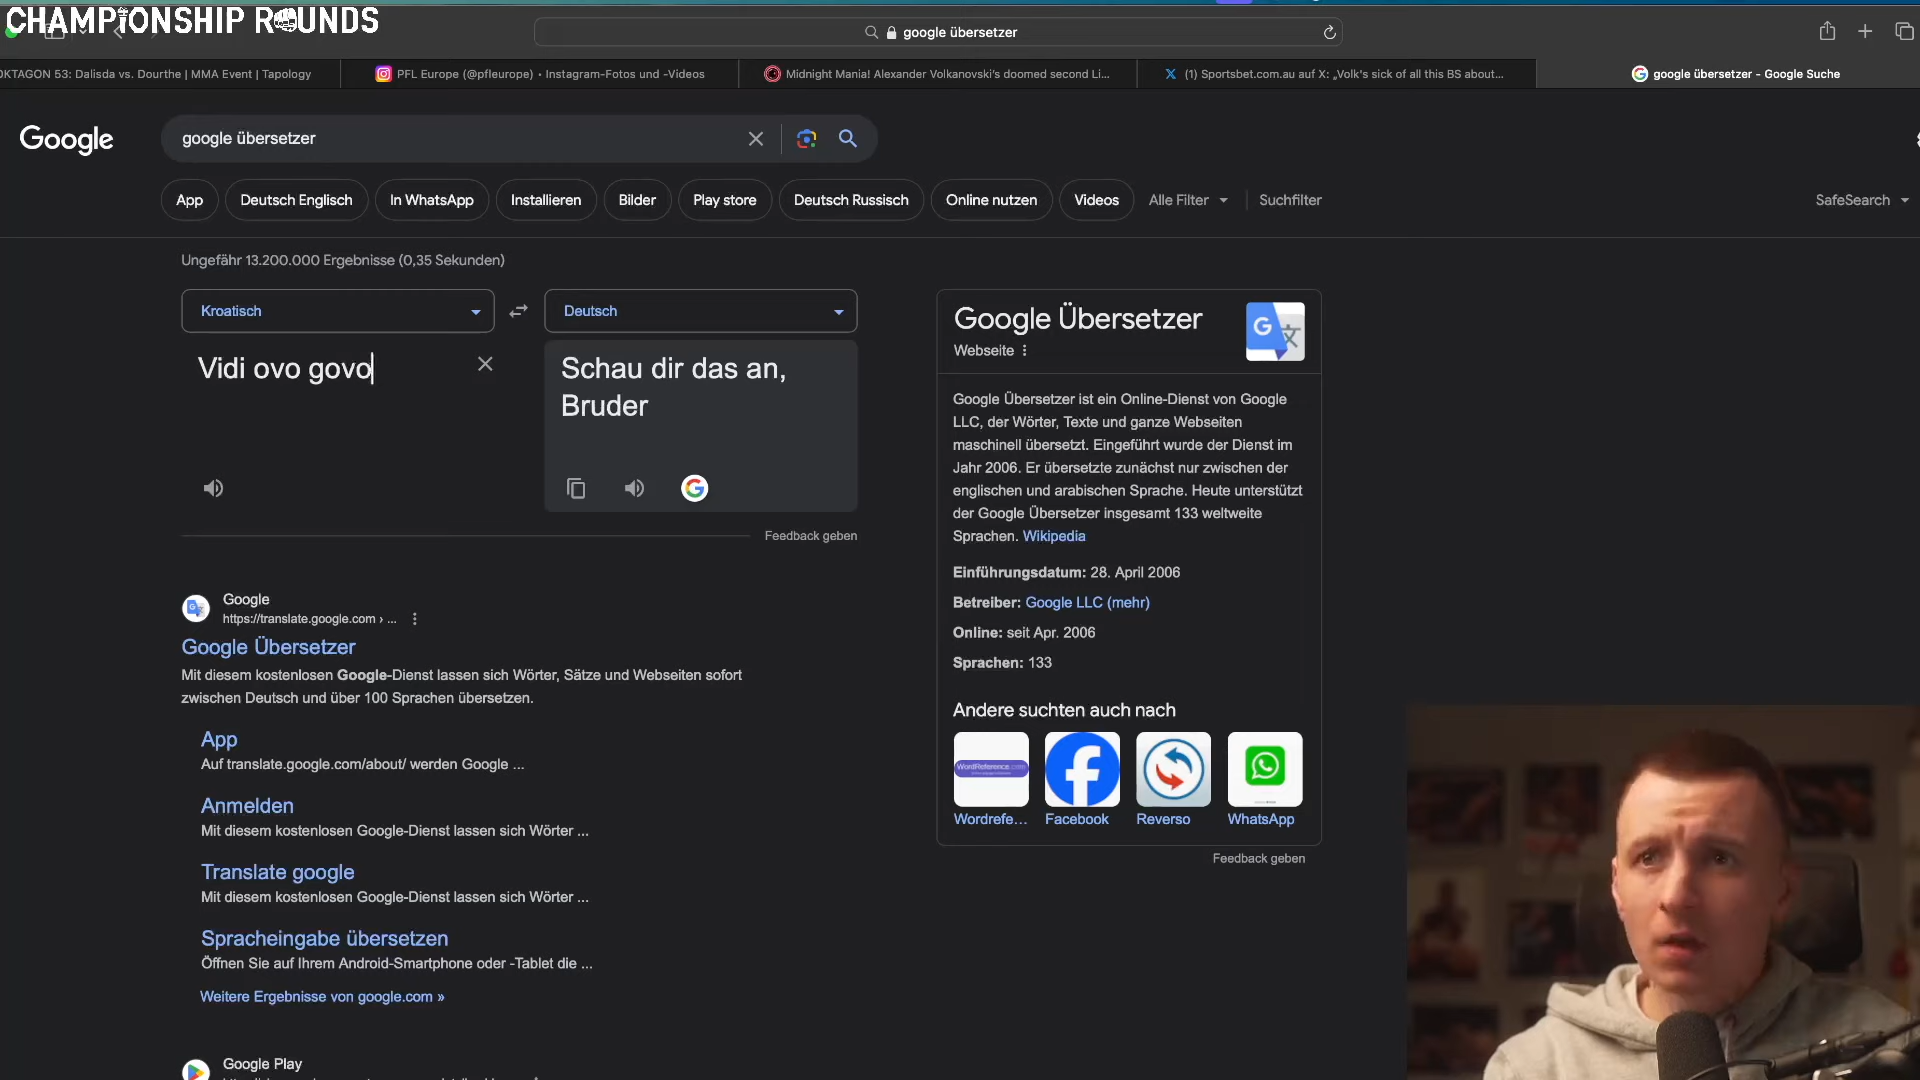 CHAMPIONSHIP ROUNDS
google übersetzer
OKTAGON 53: Dalisda vs. Dourthe | MMA Event | Tapology
PFL Europe (@pfleurope) • Instagram-Fotos und -Videos
Midnight Mania! Alexander Volkanovski's doomed second Li...
(1) Sportsbet.com.au auf X: „Volk's sick of all this BS about...
google übersetzer - Google Suche
Google
google übersetzer
App
Deutsch Englisch
In WhatsApp
Installieren
Bilder
Play store
Deutsch Russisch
Online nutzen
Videos
Alle Filter
Suchfilter
SafeSearch
Ungefähr 13.200.000 Ergebnisse (0,35 Sekunden)
Kroatisch
Deutsch
Vidi ovo govo
Schau dir das an,
Bruder
Feedback geben
Google
https://translate.google.com › ...
Google Übersetzer
Mit diesem kostenlosen Google-Dienst lassen sich Wörter, Sätze und Webseiten sofort
zwischen Deutsch und über 100 Sprachen übersetzen.
App
Auf translate.google.com/about/ werden Google ...
Anmelden
Mit diesem kostenlosen Google-Dienst lassen sich Wörter ...
Translate google
Mit diesem kostenlosen Google-Dienst lassen sich Wörter ...
Spracheingabe übersetzen
Öffnen Sie auf Ihrem Android-Smartphone oder -Tablet die ...
Weitere Ergebnisse von google.com »
Google Play
Google Übersetzer
Webseite
Google Übersetzer ist ein Online-Dienst von Google
LLC, der Wörter, Texte und ganze Webseiten
maschinell übersetzt. Eingeführt wurde der Dienst im
Jahr 2006. Er übersetzte zunächst nur zwischen der
englischen und arabischen Sprache. Heute unterstützt
der Google Übersetzer insgesamt 133 weltweite
Sprachen. Wikipedia
Einführungsdatum: 28. April 2006
Betreiber: Google LLC (mehr)
Online: seit Apr. 2006
Sprachen: 133
Andere suchten auch nach
WordReference.com
Wordrefe...
Facebook
Reverso
WhatsApp
Feedback geben